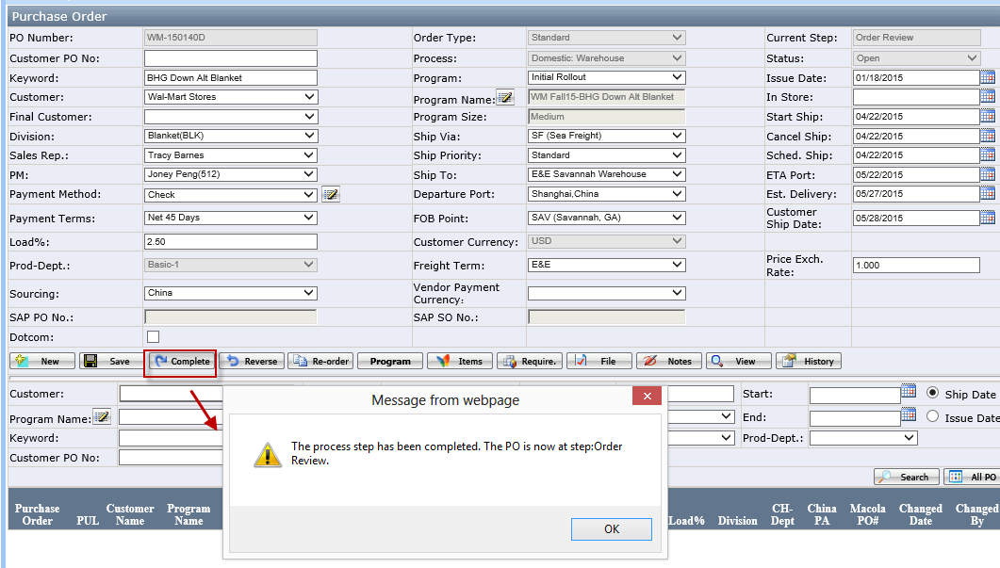 Purchase Order
PO Number: WM-150140D Order Type: Standard Current Step: Order Review
Customer PO No: Process: Domestic: Warehouse Status: Open
Keyword: BHG Down Alt Blanket Program: Initial Rollout Issue Date: 01/18/2015
Customer: Wal-Mart Stores Program Name: WM Fall15-BHG Down Alt Blanket In Store:
Final Customer: Program Size: Medium Start Ship: 04/22/2015
Division: Blanket(BLK) Ship Via: SF (Sea Freight) Cancel Ship: 04/22/2015
Sales Rep.: Tracy Barnes Ship Priority: Standard Sched. Ship: 04/22/2015
PM: Joney Peng(512) Ship To: E&E Savannah Warehouse ETA Port: 05/22/2015
Payment Method: Check Departure Port: Shanghai,China Est. Delivery: 05/27/2015
Payment Terms: Net 45 Days FOB Point: SAV (Savannah, GA) Customer Ship Date: 05/28/2015
Load%: 2.50 Customer Currency: USD
Prod-Dept.: Basic-1 Freight Term: E&E Price Exch. Rate: 1.000
Sourcing: China Vendor Payment Currency:
SAP PO No.: SAP SO No.:
Dotcom:
New Save Complete Reverse Re-order Program Items Require. File Notes View History
Customer: Start: Ship Date
Program Name: End: Issue Date
Keyword: Prod-Dept.:
Customer PO No:
Message from webpage
The process step has been completed. The PO is now at step:Order
Review.
OK
Search All PO
Purchase Order PUL Customer Name Program Name Load% Division CH-Dept China PA Macola PO# Changed Date Changed By